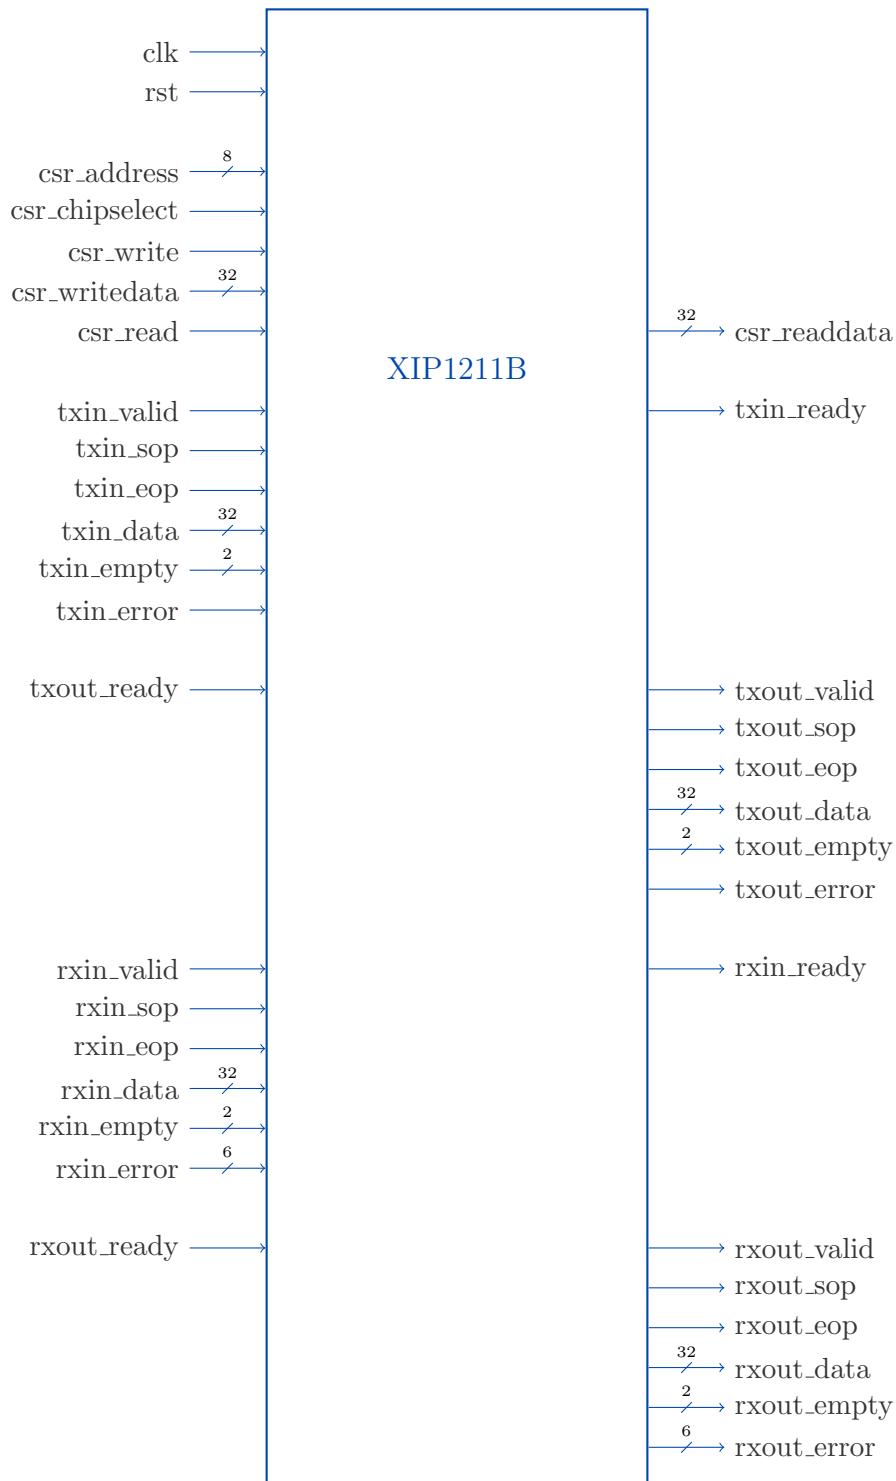 clk
rst
8
csr_address
csr_chipselect
csr_write
32
csr_writedata
csr_read
32
csr_readdata
XIP1211B
txin_valid
txin_ready
txin_sop
txin_eop
32
txin_data
2
txin_empty
txin_error
txout_ready
txout_valid
txout_sop
txout_eop
32
txout_data
2
txout_empty
txout_error
rxin_valid
rxin_ready
rxin_sop
rxin_eop
32
rxin_data
2
rxin_empty
6
rxin_error
rxout_ready
rxout_valid
rxout_sop
rxout_eop
32
rxout_data
2
rxout_empty
6
rxout_error